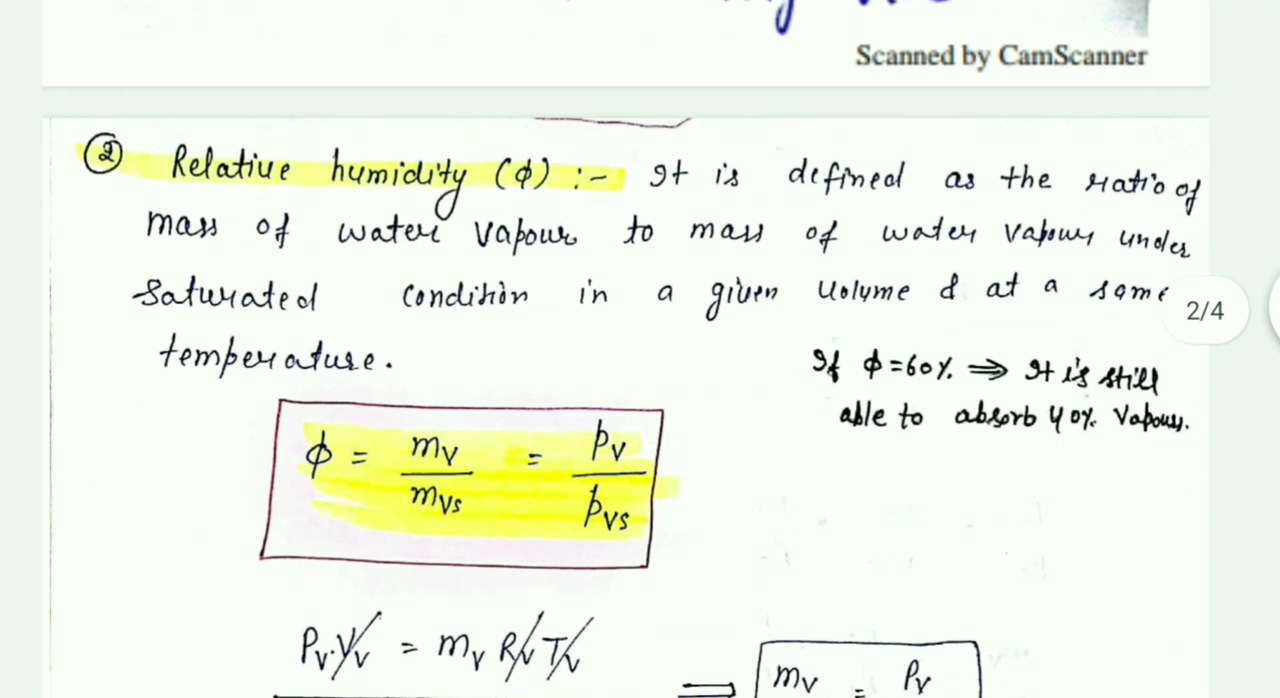 Scanned by CamScanner
② Relative humidity (ϕ) :- It is defined as the ratio of
mass of water vapour to mass of water vapour under
saturated condition in a given volume & at a same
2/4
temperature.
If ϕ = 60% ⇒ It is still
able to absorb 40% vapours.
ϕ = mv/mvs = pv/pvs
Pv.Vv = mv Rv Tv
⇒ mv = Pv